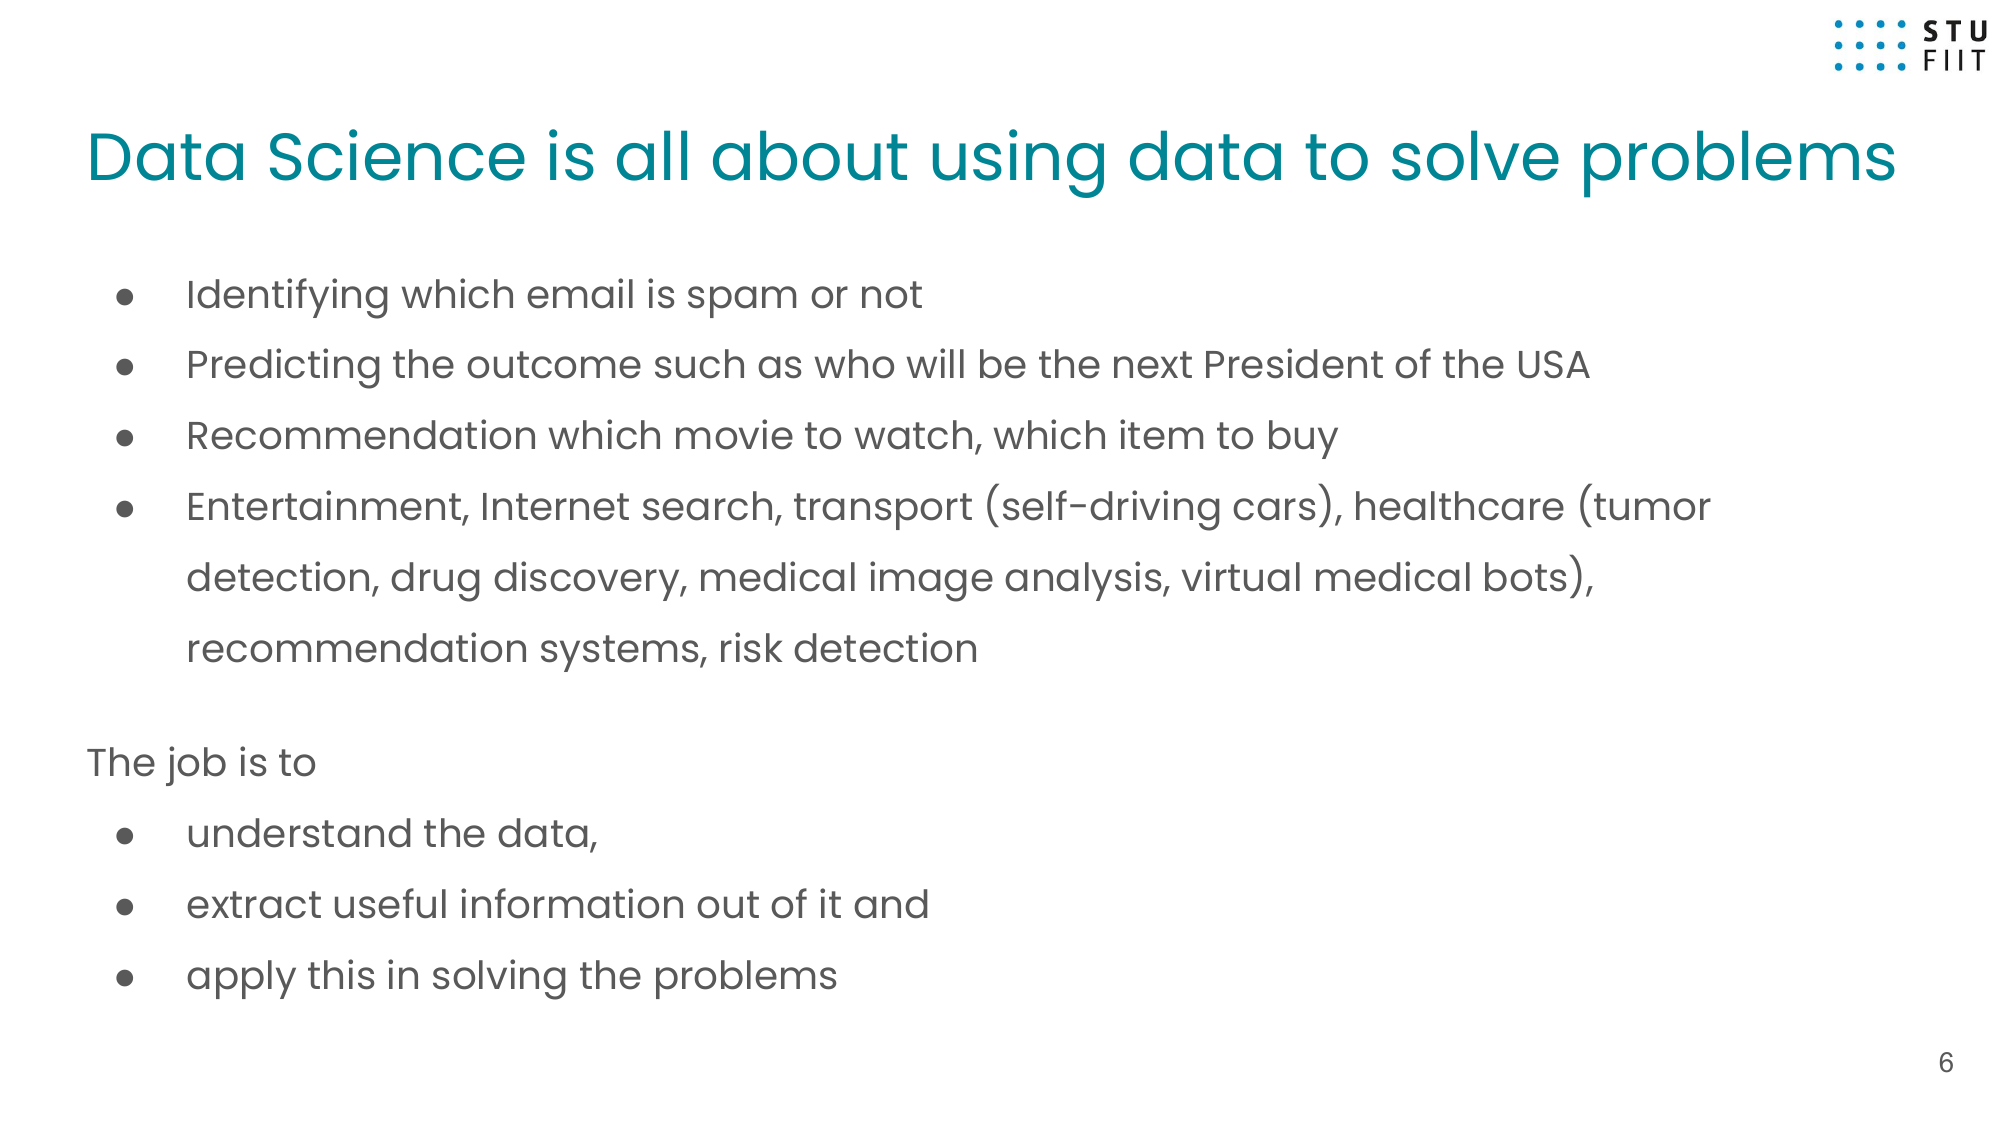 STU
FIIT
Data Science is all about using data to solve problems
● Identifying which email is spam or not
● Predicting the outcome such as who will be the next President of the USA
● Recommendation which movie to watch, which item to buy
● Entertainment, Internet search, transport (self-driving cars), healthcare (tumor
detection, drug discovery, medical image analysis, virtual medical bots),
recommendation systems, risk detection
The job is to
● understand the data,
● extract useful information out of it and
● apply this in solving the problems
6